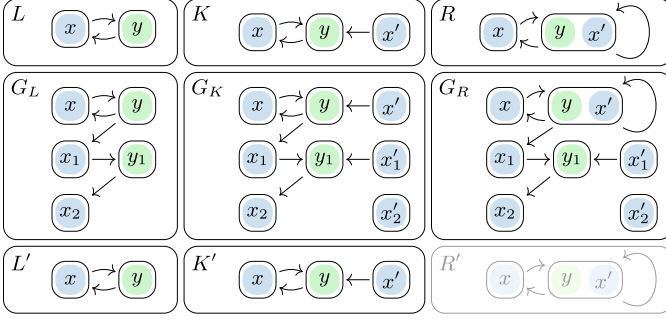 L x y K x y x' R x y x'
G_L x y G_K x y x' G_R x y x'
x_1 y_1 x_1 y_1 x'_1 x_1 y_1 x'_1
x_2 x_2 x'_2 x_2 x'_2
L' x y K' x y x' R' x y x'